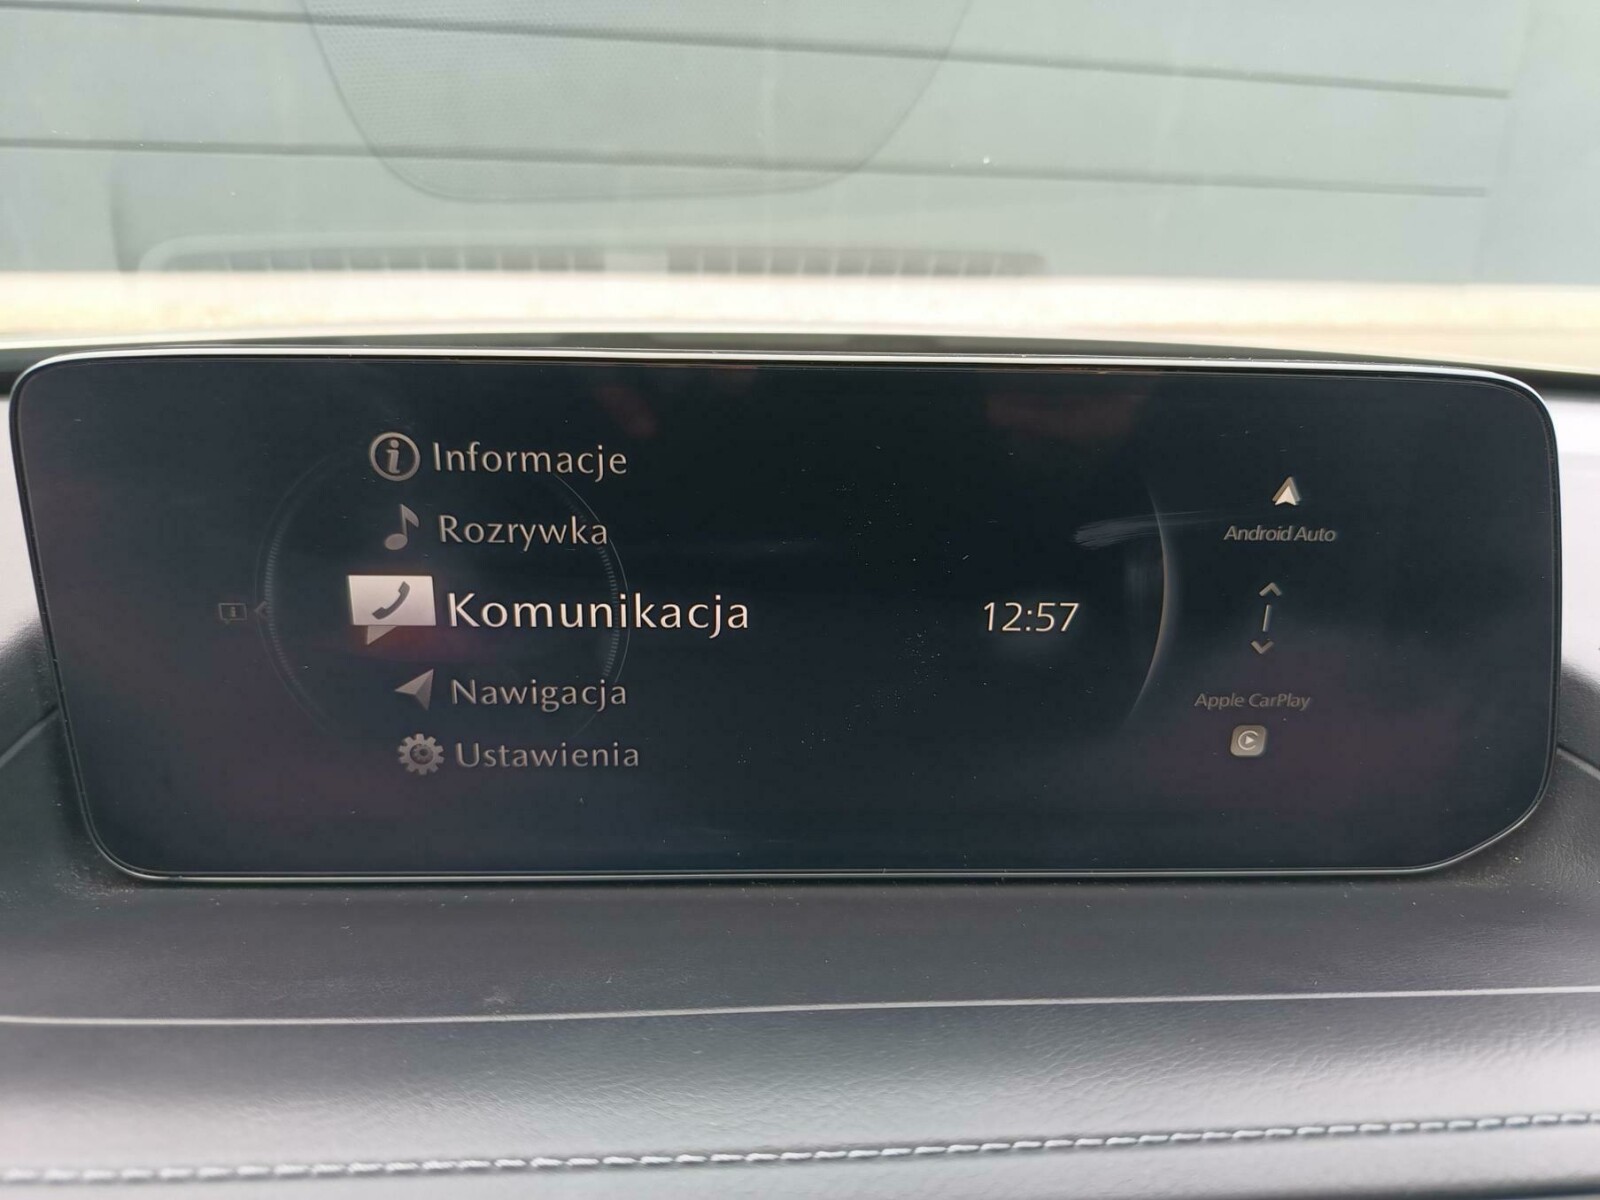 Informacje
Rozrywka
Komunikacja
Nawigacja
Ustawienia
12:57
Android Auto
Apple CarPlay